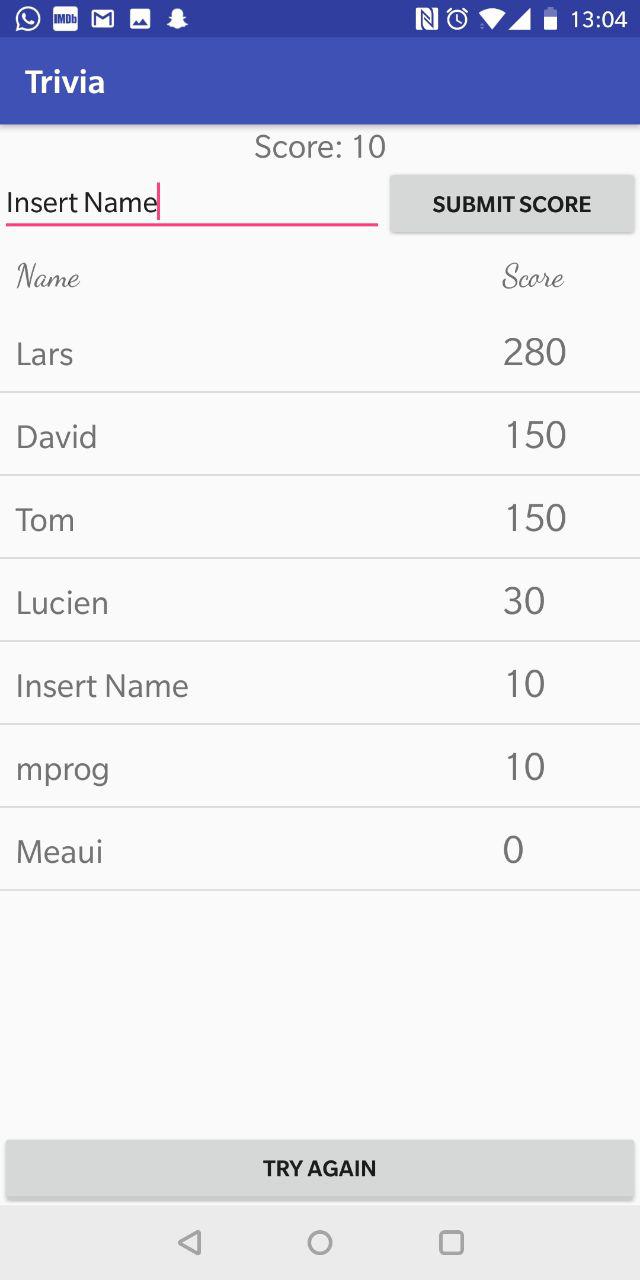 IMDb 13:04
Trivia
Score: 10
Insert Name SUBMIT SCORE
Name Score
Lars 280
David 150
Tom 150
Lucien 30
Insert Name 10
mprog 10
Meaui 0
TRY AGAIN